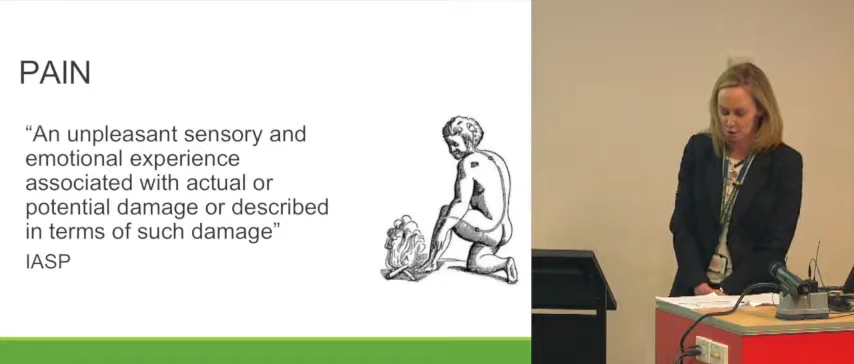 PAIN
“An unpleasant sensory and
emotional experience
associated with actual or
potential damage or described
in terms of such damage”
IASP